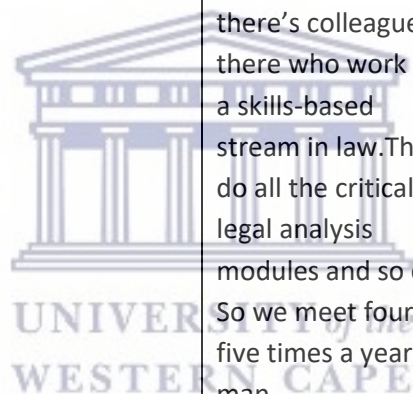 there's colleague
there who work
a skills-based
stream in law.Th
do all the critical
legal analysis
modules and so
So we meet four
five times a year
man
UNIVERSITY of the
WESTERN CAPE